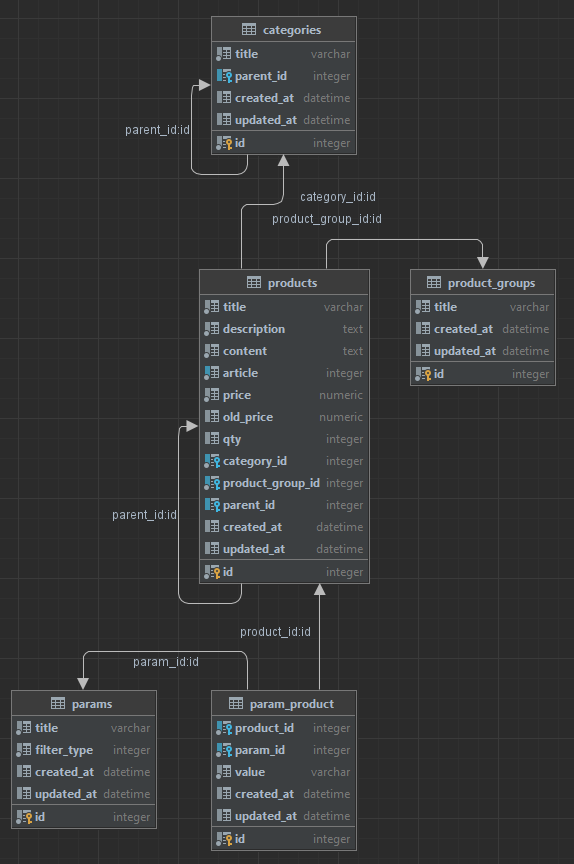 categories
title varchar
parent_id integer
created_at datetime
updated_at datetime
id integer
parent_id:id
category_id:id
product_group_id:id
products
title varchar
description text
content text
article integer
price numeric
old_price numeric
qty integer
category_id integer
product_group_id integer
parent_id integer
created_at datetime
updated_at datetime
id integer
product_groups
title varchar
created_at datetime
updated_at datetime
id integer
parent_id:id
product_id:id
param_id:id
params
title varchar
filter_type integer
created_at datetime
updated_at datetime
id integer
param_product
product_id integer
param_id integer
value varchar
created_at datetime
updated_at datetime
id integer